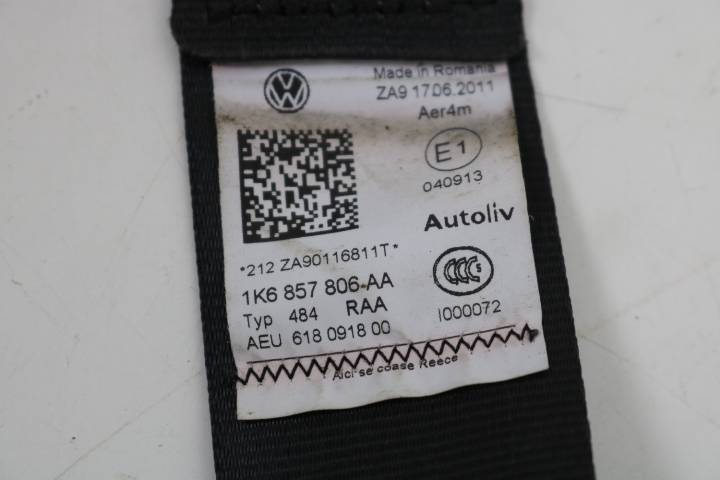 Made in Romania
ZA9 17.06.2011
Aer4m
E1
040913
Autoliv
*212 ZA90116811T*
CCC S
1K6 857 806-AA
Typ 484 RAA
I000072
AEU 618 0918 00
Aici se coase Reece